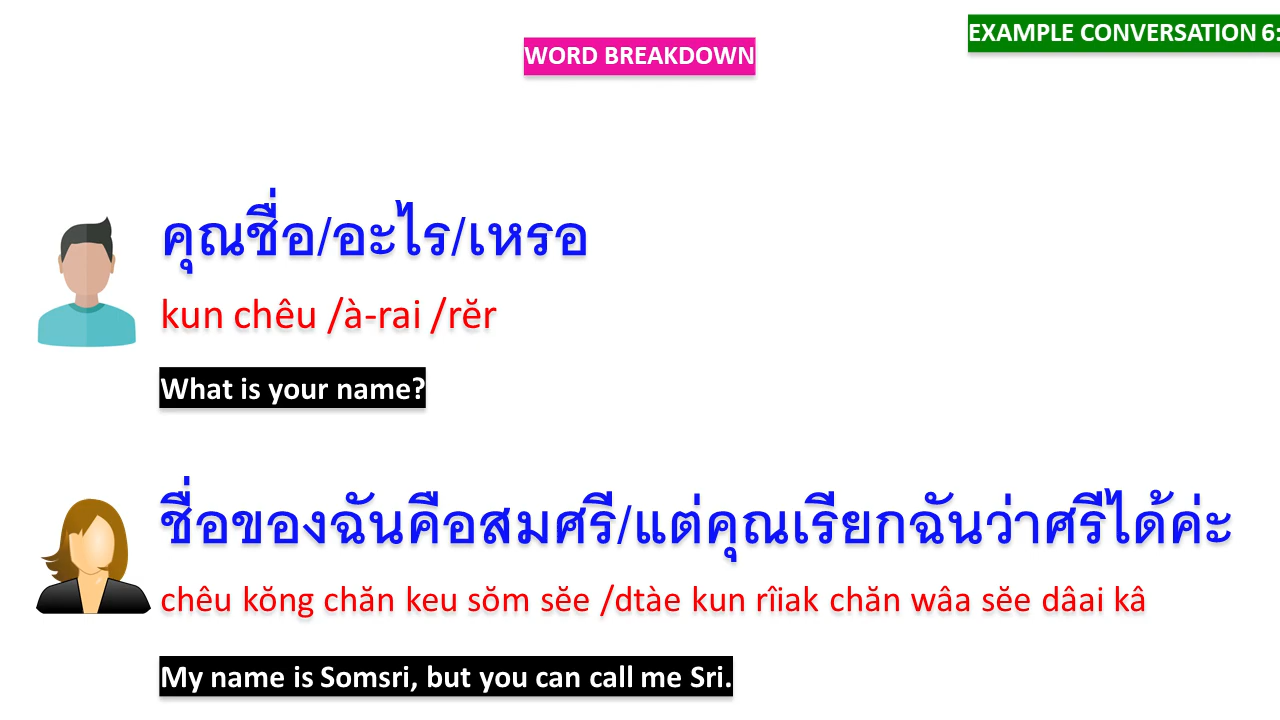 EXAMPLE CONVERSATION 6:
WORD BREAKDOWN
คุณชื่อ/อะไร/เหรอ
kun chêu /à-rai /rĕr
What is your name?
ชื่อของฉันคือสมศรี/แต่คุณเรียกฉันว่าศรีได้ค่ะ
chêu kŏng chăn keu sŏm sĕe /dtàe kun rîiak chăn wâa sĕe dâai kâ
My name is Somsri, but you can call me Sri.